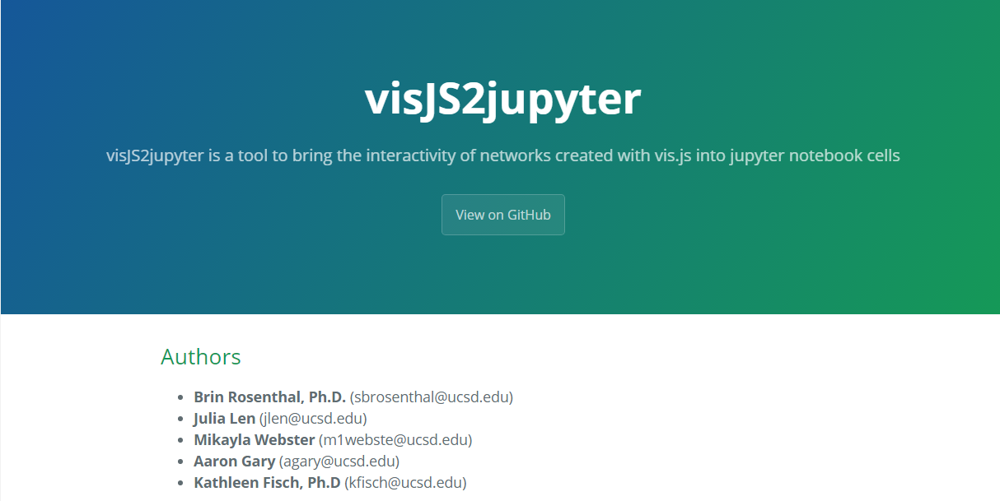 visJS2jupyter
visJS2jupyter is a tool to bring the interactivity of networks created with vis.js into jupyter notebook cells
View on GitHub
Authors
• Brin Rosenthal, Ph.D. (sbrosenthal@ucsd.edu)
• Julia Len (jlen@ucsd.edu)
• Mikayla Webster (m1webste@ucsd.edu)
• Aaron Gary (agary@ucsd.edu)
• Kathleen Fisch, Ph.D (kfisch@ucsd.edu)